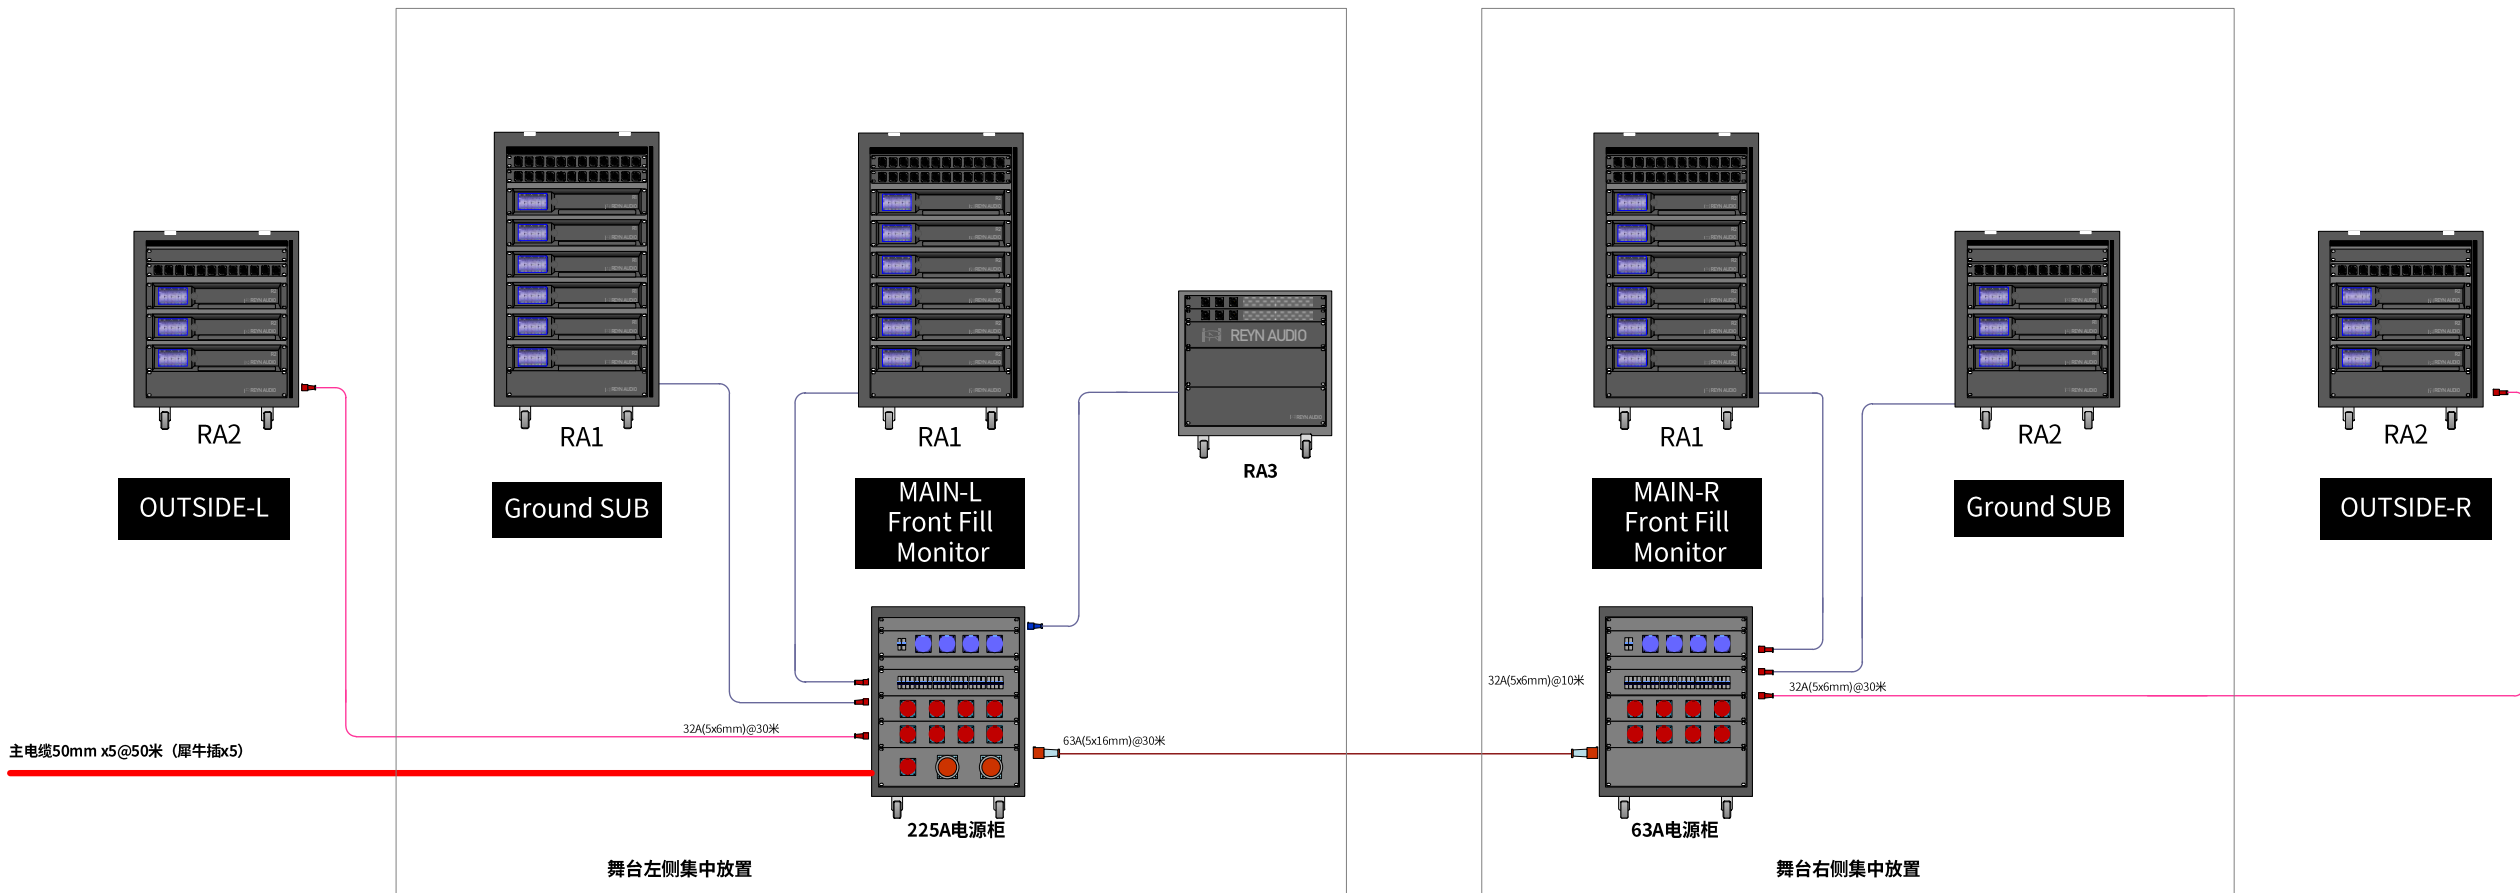 RA2
OUTSIDE-L
RA1
Ground SUB
RA1
MAIN-L
Front Fill
Monitor
REYN AUDIO
RA3
RA1
MAIN-R
Front Fill
Monitor
RA2
Ground SUB
RA2
OUTSIDE-R
32A(5x6mm)@10米
32A(5x6mm)@30米
32A(5x6mm)@30米
63A(5x16mm)@30米
主电缆50mm x5@50米（犀牛插x5）
225A电源柜
63A电源柜
舞台左侧集中放置
舞台右侧集中放置